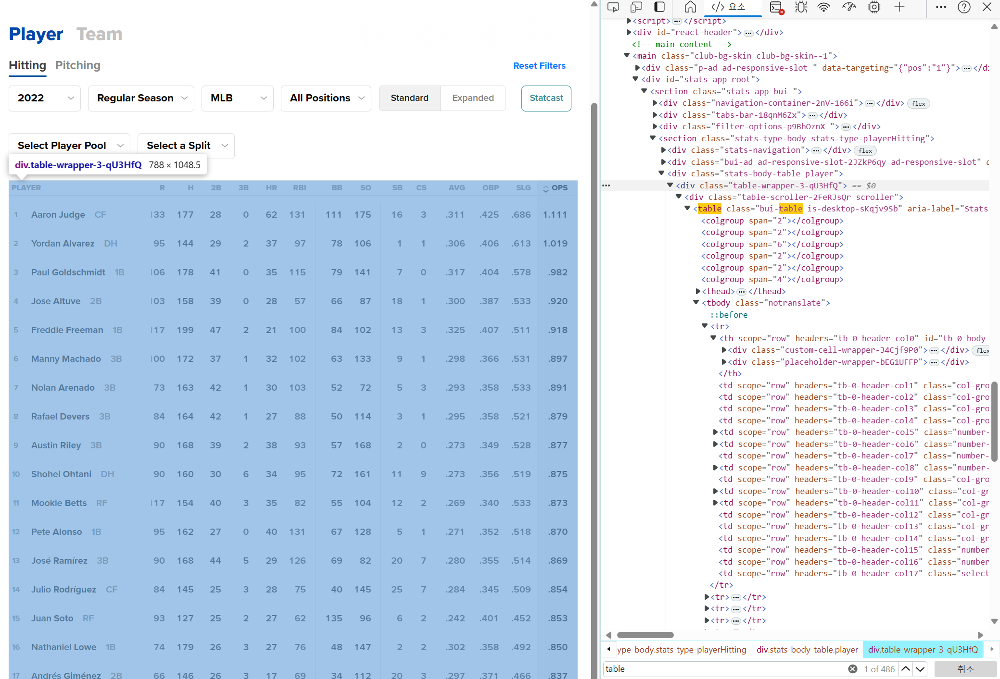 Player Team
Hitting Pitching
Reset Filters
2022
Regular Season
MLB
All Positions
Standard
Expanded
Statcast
Select Player Pool
Select a Split
div.table-wrapper-3-qU3HfQ 788 × 1048.5
PLAYER R H 2B 3B HR RBI BB SO SB CS AVG OBP SLG OPS
1 Aaron Judge CF 133 177 28 0 62 131 111 175 16 3 .311 .425 .686 1.111
2 Yordan Alvarez DH 95 144 29 2 37 97 78 106 1 1 .306 .406 .613 1.019
3 Paul Goldschmidt 1B 106 178 41 0 35 115 79 141 7 0 .317 .404 .578 .982
4 Jose Altuve 2B 103 158 39 0 28 57 66 87 18 1 .300 .387 .533 .920
5 Freddie Freeman 1B 117 199 47 2 21 100 84 102 13 3 .325 .407 .511 .918
6 Manny Machado 3B 100 172 37 1 32 102 63 133 9 1 .298 .366 .531 .897
7 Nolan Arenado 3B 73 163 42 1 30 103 52 72 5 3 .293 .358 .533 .891
8 Rafael Devers 3B 84 164 42 1 27 88 50 114 3 1 .295 .358 .521 .879
9 Austin Riley 3B 90 168 39 2 38 93 57 168 2 0 .273 .349 .528 .877
10 Shohei Ohtani DH 90 160 30 6 34 95 72 161 11 9 .273 .356 .519 .875
11 Mookie Betts RF 117 154 40 3 35 82 55 104 12 2 .269 .340 .533 .873
12 Pete Alonso 1B 95 162 27 0 40 131 67 128 5 1 .271 .352 .518 .870
13 José Ramírez 3B 90 168 44 5 29 126 69 82 20 7 .280 .355 .514 .869
14 Julio Rodríguez CF 84 145 25 3 28 75 40 145 25 7 .284 .345 .509 .854
15 Juan Soto RF 93 127 25 2 27 62 135 96 6 2 .242 .401 .452 .853
16 Nathaniel Lowe 1B 74 179 26 3 27 76 48 147 2 2 .302 .358 .492 .850
17 Andrés Giménez 2B 66 146 26 3 17 69 34 112 20 3 .297 .371 .466 .837
</> 요소
<script> ... </script>
<div id="react-header"> ... </div>
<!-- main content -->
<main class="club-bg-skin club-bg-skin--1">
<div class="p-ad ad-responsive-slot " data-targeting="{"pos":"1"}"> ... </di
<div id="stats-app-root">
<section class="stats-app bui ">
<div class="navigation-container-2nV-166i"> ... </div> flex
<div class="tabs-bar-18qnM6Zx"> ... </div>
<div class="filter-options-p9BhOznX "> ... </div>
<section class="stats-type-body stats-type-playerHitting">
<div class="stats-navigation"> ... </div> flex
<div class="bui-ad ad-responsive-slot-2JZkP6qy ad-responsive-slot" d
<div class="stats-body-table player">
... <div class="table-wrapper-3-qU3HfQ"> == $0
<div class="table-scroller-2FeRJsQr scroller">
<table class="bui-table is-desktop-sKqjv9Sb" aria-label="Stats
<colgroup span="2"></colgroup>
<colgroup span="2"></colgroup>
<colgroup span="6"></colgroup>
<colgroup span="2"></colgroup>
<colgroup span="2"></colgroup>
<colgroup span="4"></colgroup>
<thead> ... </thead>
<tbody class="notranslate">
::before
<tr>
<th scope="row" headers="tb-0-header-col0" id="tb-0-body-
<div class="custom-cell-wrapper-34Cjf9P0"> ... </div> flex
<div class="placeholder-wrapper-bEG1UFFP"> ... </div>
</th>
<td scope="row" headers="tb-0-header-col1" class="col-gro
<td scope="row" headers="tb-0-header-col2" class="col-gro
<td scope="row" headers="tb-0-header-col3" class="col-gro
<td scope="row" headers="tb-0-header-col4" class="col-gro
<td scope="row" headers="tb-0-header-col5" class="number-
<td scope="row" headers="tb-0-header-col6" class="number-
<td scope="row" headers="tb-0-header-col7" class="number-
<td scope="row" headers="tb-0-header-col8" class="number-
<td scope="row" headers="tb-0-header-col9" class="col-gro
<td scope="row" headers="tb-0-header-col10" class="col-gr
<td scope="row" headers="tb-0-header-col11" class="col-gr
<td scope="row" headers="tb-0-header-col12" class="col-gr
<td scope="row" headers="tb-0-header-col13" class="col-gr
<td scope="row" headers="tb-0-header-col14" class="col-gr
<td scope="row" headers="tb-0-header-col15" class="number
<td scope="row" headers="tb-0-header-col16" class="number
<td scope="row" headers="tb-0-header-col17" class="select
</tr>
<tr> ... </tr>
<tr> ... </tr>
<tr> ... </tr>
ype-body.stats-type-playerHitting div.stats-body-table.player div.table-wrapper-3-qU3HfQ
table 1 of 486 취소